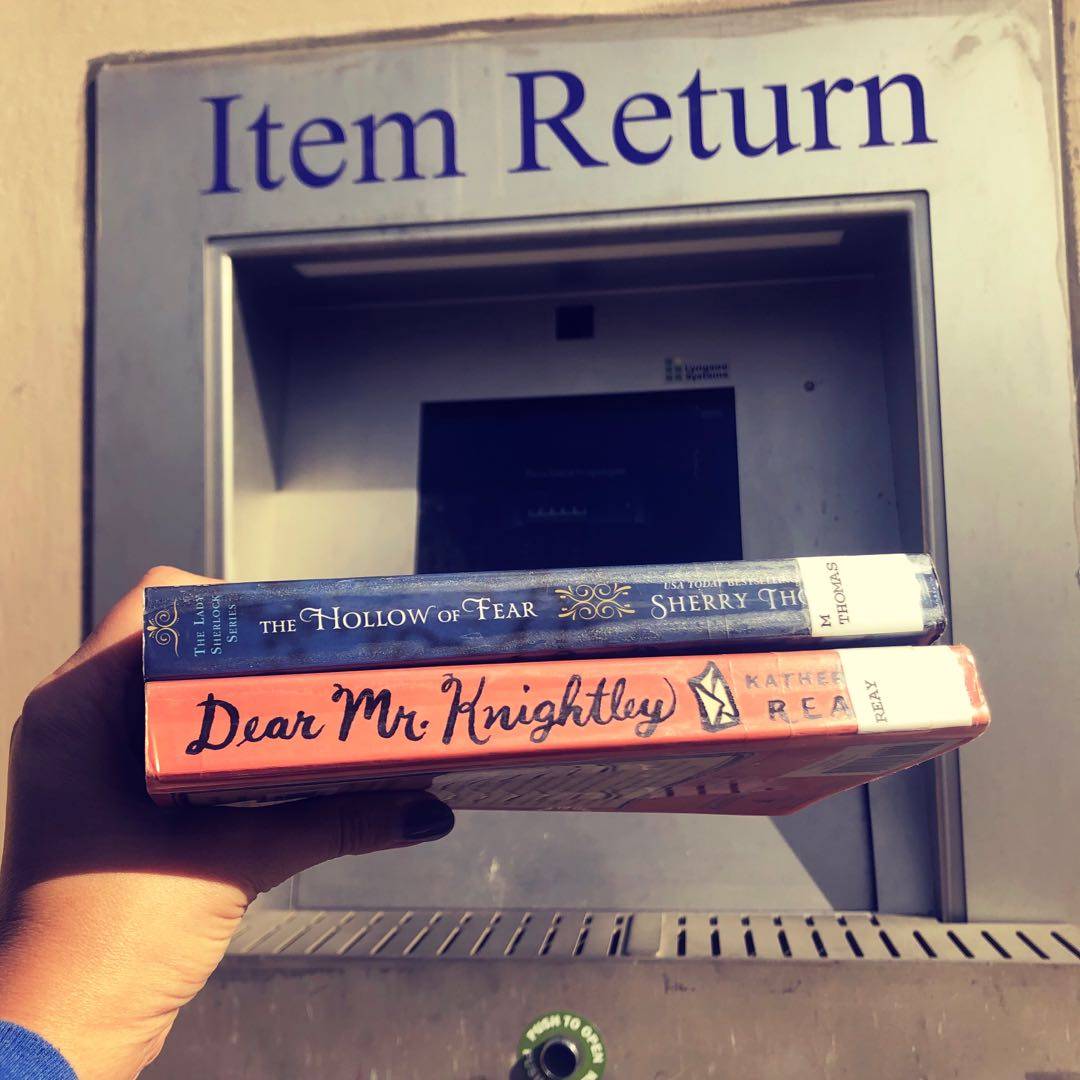 Item Return
Lyngsoe
Systems
THE LADY
SHERLOCK
SERIES
THE HOLLOW OF FEAR
USA TODAY BESTSELLING
SHERRY THO
M
THOMAS
Dear Mr. Knightley
KATHER
REA
REAY
PUSH TO OPEN